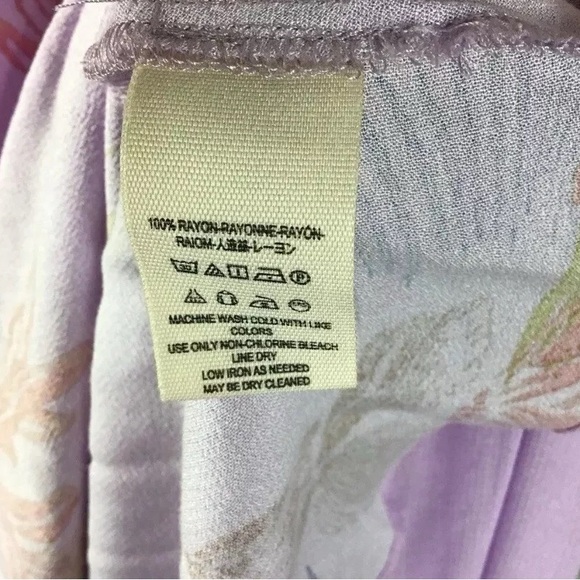 100% RAYON-RAYONNE-RAYÓN-
RAIOM-人造絲-レーヨン
MACHINE WASH COLD WITH LIKE
COLORS
USE ONLY NON-CHLORINE BLEACH
LINE DRY
LOW IRON AS NEEDED
MAY BE DRY CLEANED